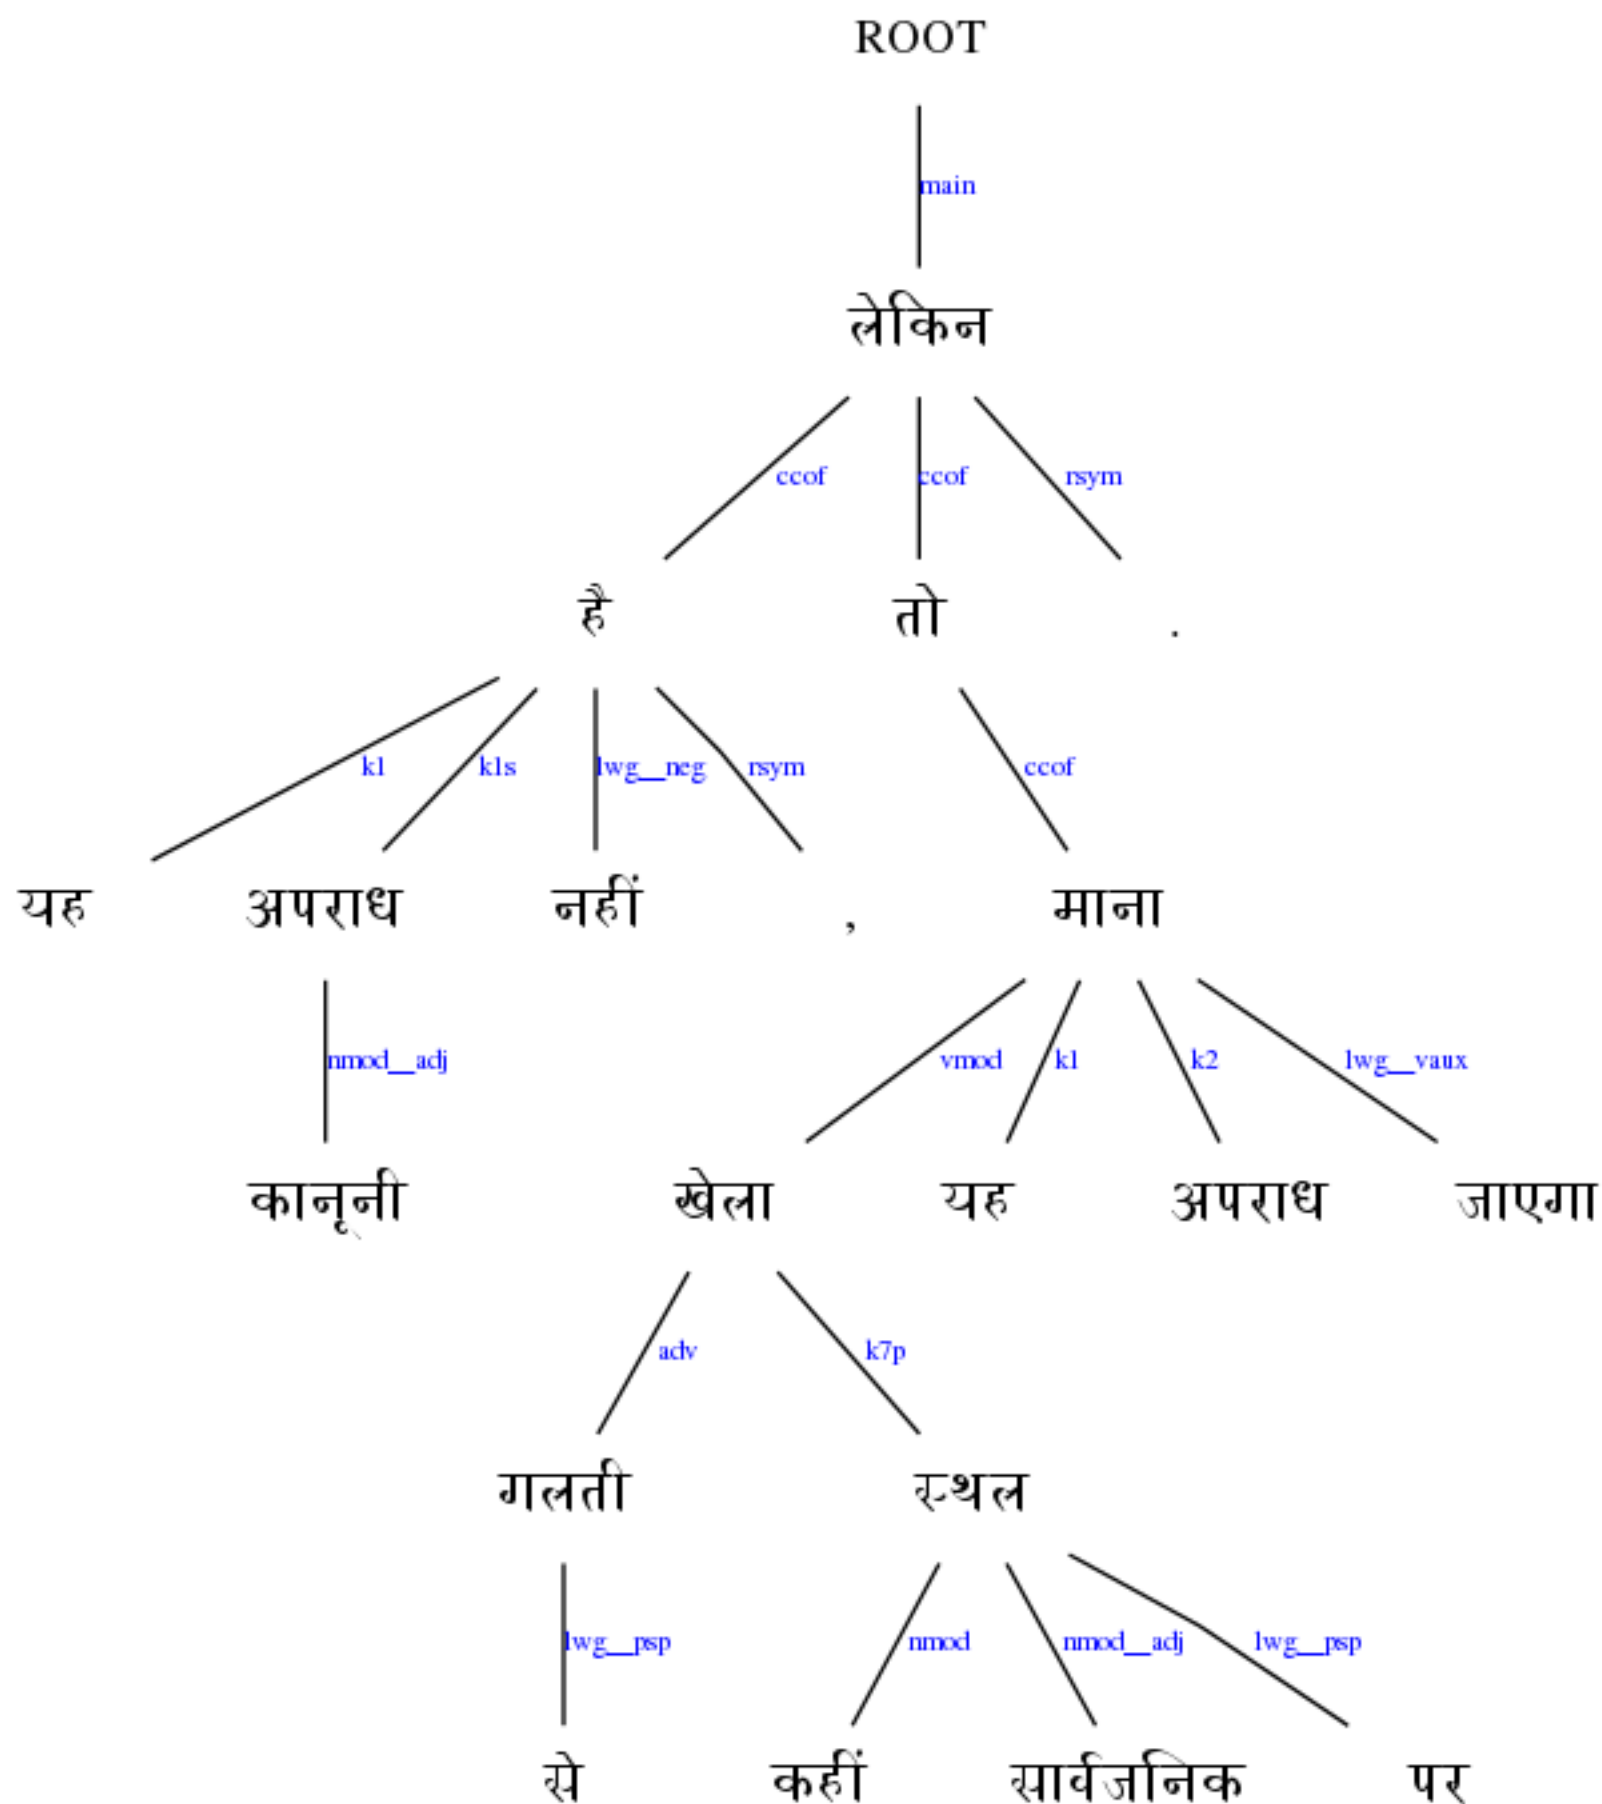 ROOT
main
लेकिन
ccof ccof rsym
है तो .
k1 k1s lwg__neg rsym ccof
यह अपराध नहीं , माना
nmod__adj vmod k1 k2 lwg__vaux
कानूनी खेला यह अपराध जाएगा
adv k7p
गलती स्थल
lwg__psp nmod nmod__adj lwg__psp
से कहीं सार्वजनिक पर